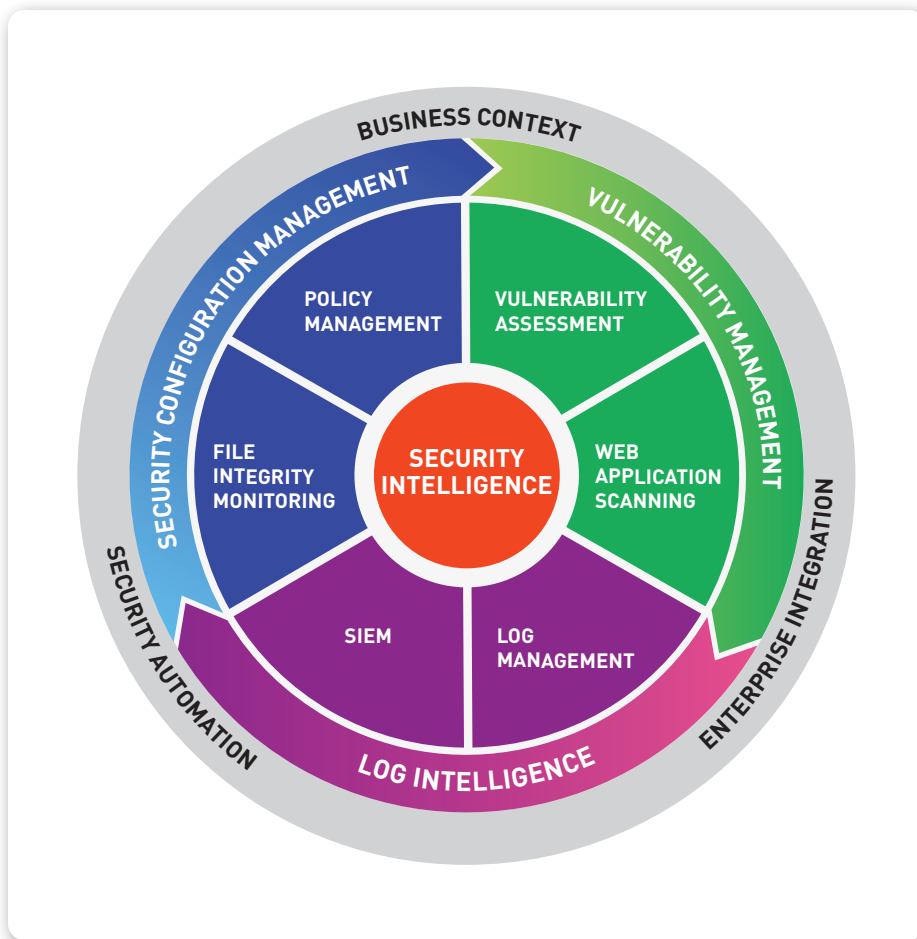 BUSINESS CONTEXT
SECURITY CONFIGURATION MANAGEMENT
VULNERABILITY MANAGEMENT
POLICY
MANAGEMENT
VULNERABILITY
ASSESSMENT
FILE
INTEGRITY
MONITORING
SECURITY
INTELLIGENCE
WEB
APPLICATION
SCANNING
SIEM
LOG
MANAGEMENT
LOG INTELLIGENCE
SECURITY AUTOMATION
ENTERPRISE INTEGRATION